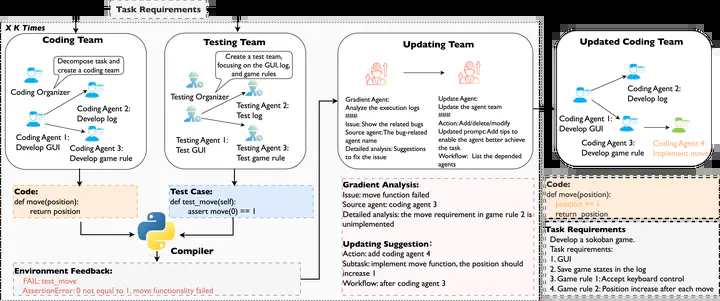 Task Requirements
X K Times
Coding Team
Decompose task and
create a coding team,
Coding Organizer
Coding Agent 2:
Develop log
Coding Agent 1:
Develop GUI
Coding Agent 3:
Develop game rule
Testing Team
Create a test team,
focusing on the GUI, log,
and game rules
Testing Organizer
Testing Agent 2:
Test log
Testing Agent 1:
Test GUI
Testing Agent 3:
Test game rule
Updating Team
Gradient Agent:
Analyze the execution logs
####
Issue:Show the related bugs
Source agent:The bug-related
agent name
Detailed analysis: Suggestions
to fix the issue
Update Agent:
Update the agent team
####
Action:Add/delete/modify
Updated prompt:Add tips to
enable the agent better achieve
the task
Workflow: List the depended
agents
Updated Coding Team
Coding Agent 2:
Develop log
Coding Agent 1:
Develop GUI
Coding Agent 3:
Develop game rule
Coding Agent 4:
Implement move
Code:
def move(position):
return position
Test Case:
def test_move(self):
assert move(0) == 1
Compiler
Environment Feedback:
FAIL: test_move
AssertionError: 0 not equal to 1, move functionality failed
Gradient Analysis:
Issue: move function failed
Source agent: coding agent 3
Detailed analysis: the move requirement in game rule 2 is
unimplemented
Updating Suggestion:
Action: add coding agent 4
Subtask: implement move function, the position should
increase 1
Workflow: after coding agent 3
Code:
def move(position):
position += 1
return position
Task Requirements
Develop a sokoban game.
Task requirements:
1. GUI
2. Save game states in the log
3. Game rule 1:Accept keyboard control
4. Game rule 2:Position increase after each move